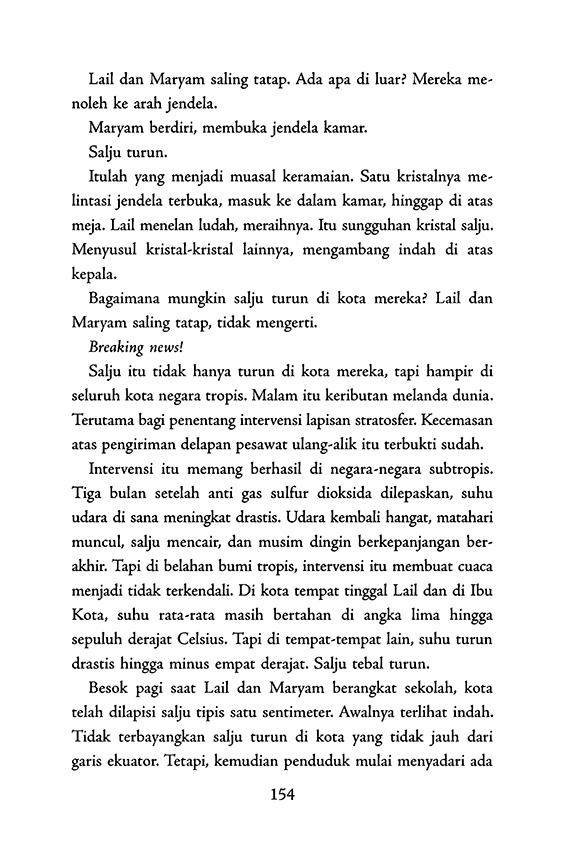 Lail dan Maryam saling tatap. Ada apa di luar? Mereka me-
noleh ke arah jendela.
Maryam berdiri, membuka jendela kamar.
Salju turun.
Itulah yang menjadi muasal keramaian. Satu kristalnya me-
lintasi jendela terbuka, masuk ke dalam kamar, hinggap di atas
meja. Lail menelan ludah, meraihnya. Itu sungguhan kristal salju.
Menyusul kristal-kristal lainnya, mengambang indah di atas
kepala.
Bagaimana mungkin salju turun di kota mereka? Lail dan
Maryam saling tatap, tidak mengerti.
Breaking news!
Salju itu tidak hanya turun di kota mereka, tapi hampir di
seluruh kota negara tropis. Malam itu keributan melanda dunia.
Terutama bagi penentang intervensi lapisan stratosfer. Kecemasan
atas pengiriman delapan pesawat ulang-alik itu terbukti sudah.
Intervensi itu memang berhasil di negara-negara subtropis.
Tiga bulan setelah anti gas sulfur dioksida dilepaskan, suhu
udara di sana meningkat drastis. Udara kembali hangat, matahari
muncul, salju mencair, dan musim dingin berkepanjangan ber-
akhir. Tapi di belahan bumi tropis, intervensi itu membuat cuaca
menjadi tidak terkendali. Di kota tempat tinggal Lail dan di Ibu
Kota, suhu rata-rata masih bertahan di angka lima hingga
sepuluh derajat Celsius. Tapi di tempat-tempat lain, suhu turun
drastis hingga minus empat derajat. Salju tebal turun.
Besok pagi saat Lail dan Maryam berangkat sekolah, kota
telah dilapisi salju tipis satu sentimeter. Awalnya terlihat indah.
Tidak terbayangkan salju turun di kota yang tidak jauh dari
garis ekuator. Tetapi, kemudian penduduk mulai menyadari ada
154